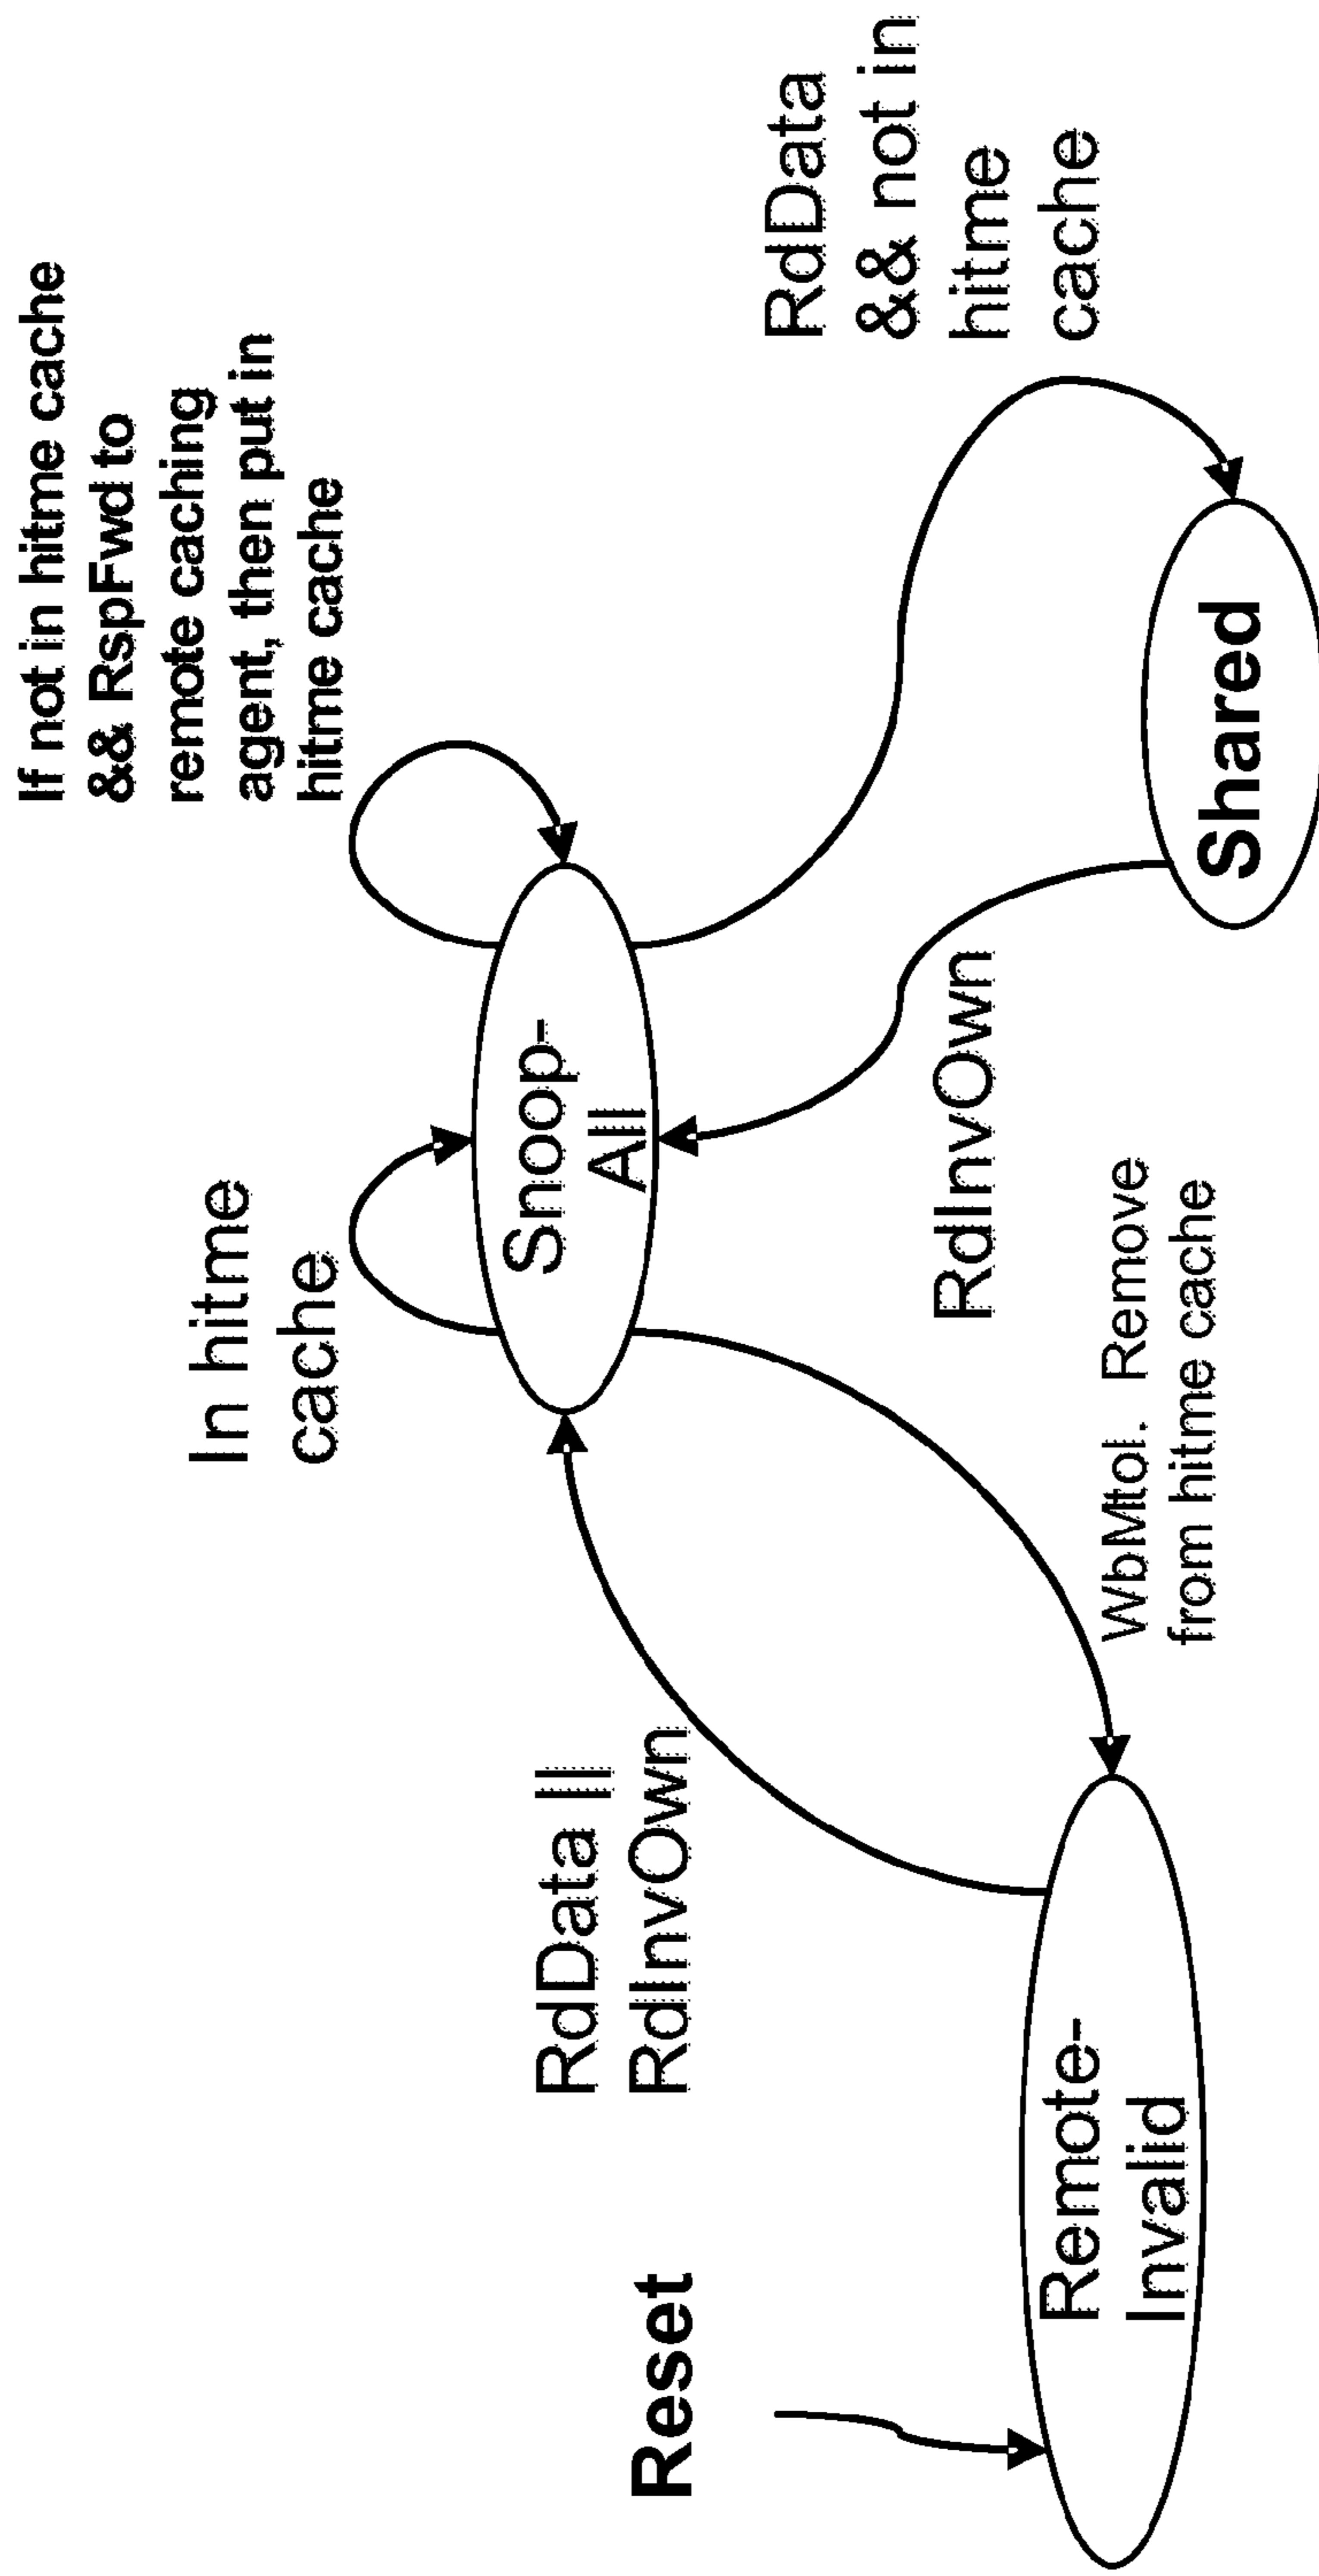 If not in hitme cache
&& RspFwd to
remote caching
agent, then put in
hitme cache
In hitme
cache
Snoop-
All
RdData
&& not in
hitme
cache
RdData ||
RdInvOwn
Reset
RdInvOwn
WbMtoI. Remove
from hitme cache
Remote-
Invalid
Shared